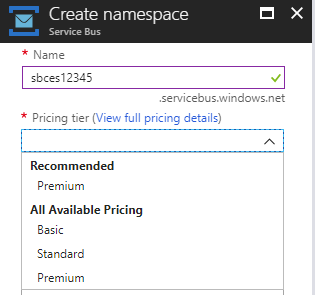 Create namespace
Service Bus
* Name
sbces12345
.servicebus.windows.net
* Pricing tier (View full pricing details)
Recommended
Premium
All Available Pricing
Basic
Standard
Premium